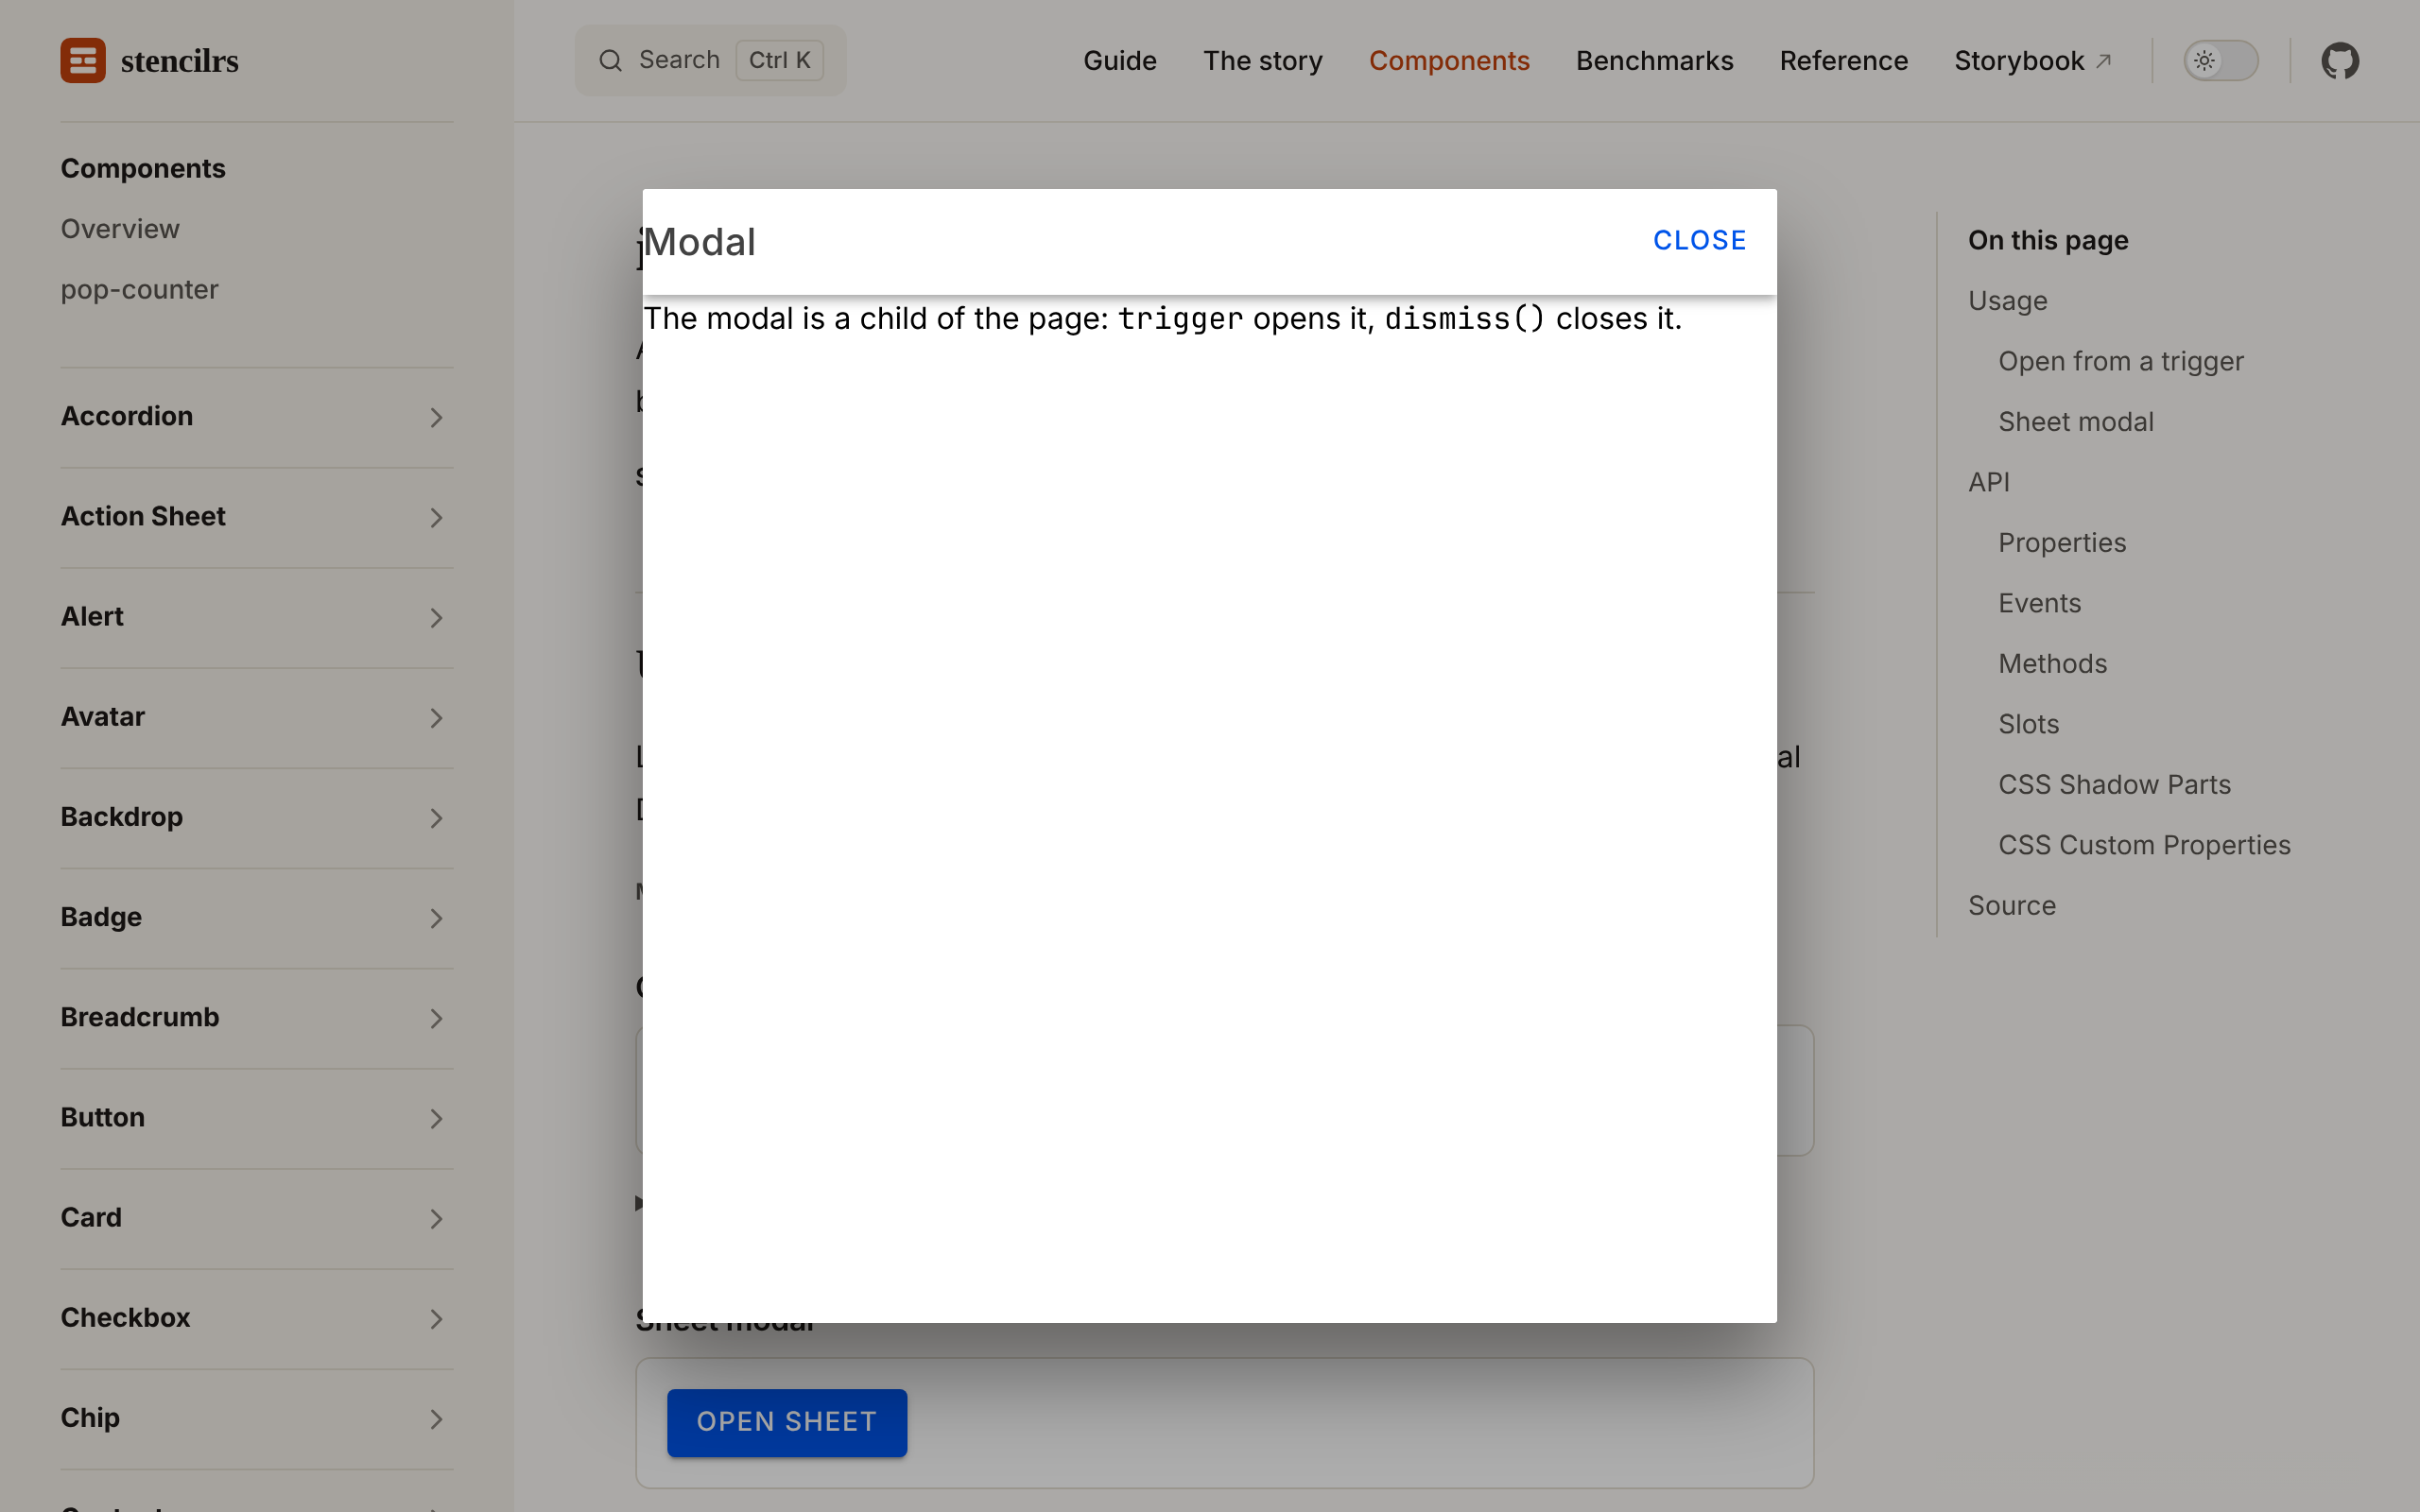 stencilrs
Search Ctrl K
Guide The story Components Benchmarks Reference Storybook
Components
Overview
pop-counter
Accordion
Action Sheet
Alert
Avatar
Backdrop
Badge
Breadcrumb
Button
Card
Checkbox
Chip
Modal
CLOSE
The modal is a child of the page: trigger opens it, dismiss() closes it.
al
Sheet modal
OPEN SHEET
On this page
Usage
Open from a trigger
Sheet modal
API
Properties
Events
Methods
Slots
CSS Shadow Parts
CSS Custom Properties
Source